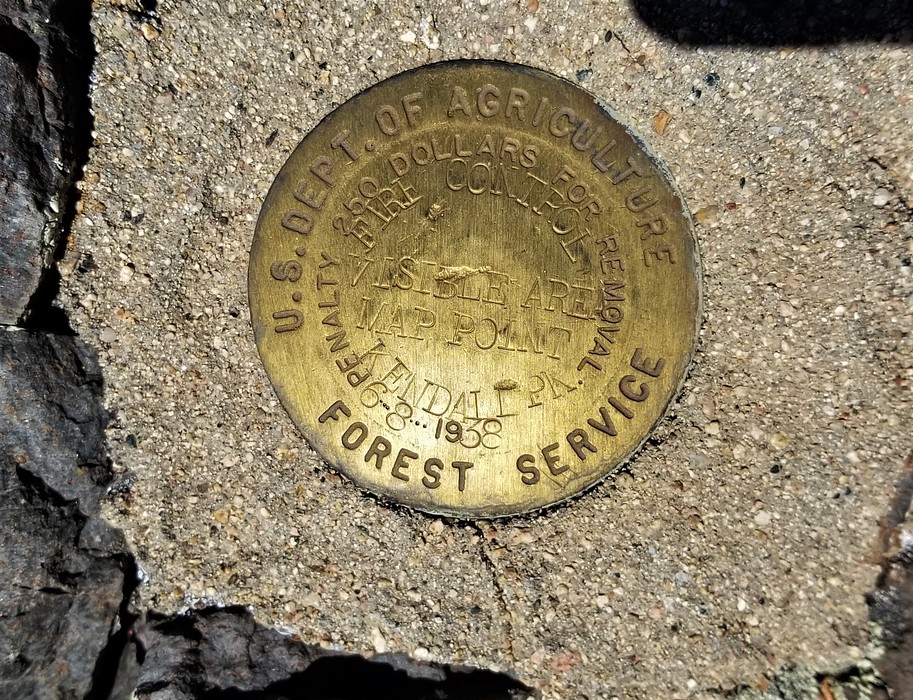 U.S. DEPT. OF AGRICULTURE
FOREST SERVICE
PENALTY 250 DOLLARS FOR REMOVAL
FIRE CONTROL
VISIBLE AREA
MAP POINT
KENDALL PK.
6-8-1938